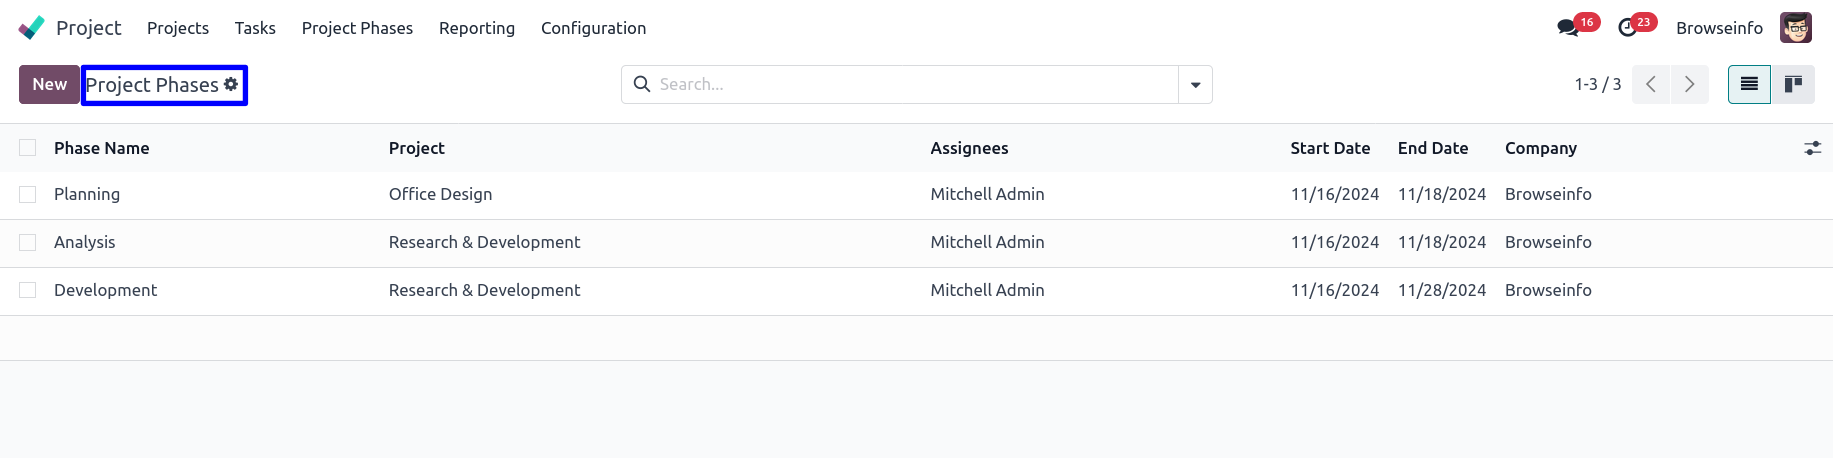 Project Projects Tasks Project Phases Reporting Configuration 16 23 Browseinfo
New Project Phases Search... 1-3 / 3
Phase Name Project Assignees Start Date End Date Company
Planning Office Design Mitchell Admin 11/16/2024 11/18/2024 Browseinfo
Analysis Research & Development Mitchell Admin 11/16/2024 11/18/2024 Browseinfo
Development Research & Development Mitchell Admin 11/16/2024 11/28/2024 Browseinfo